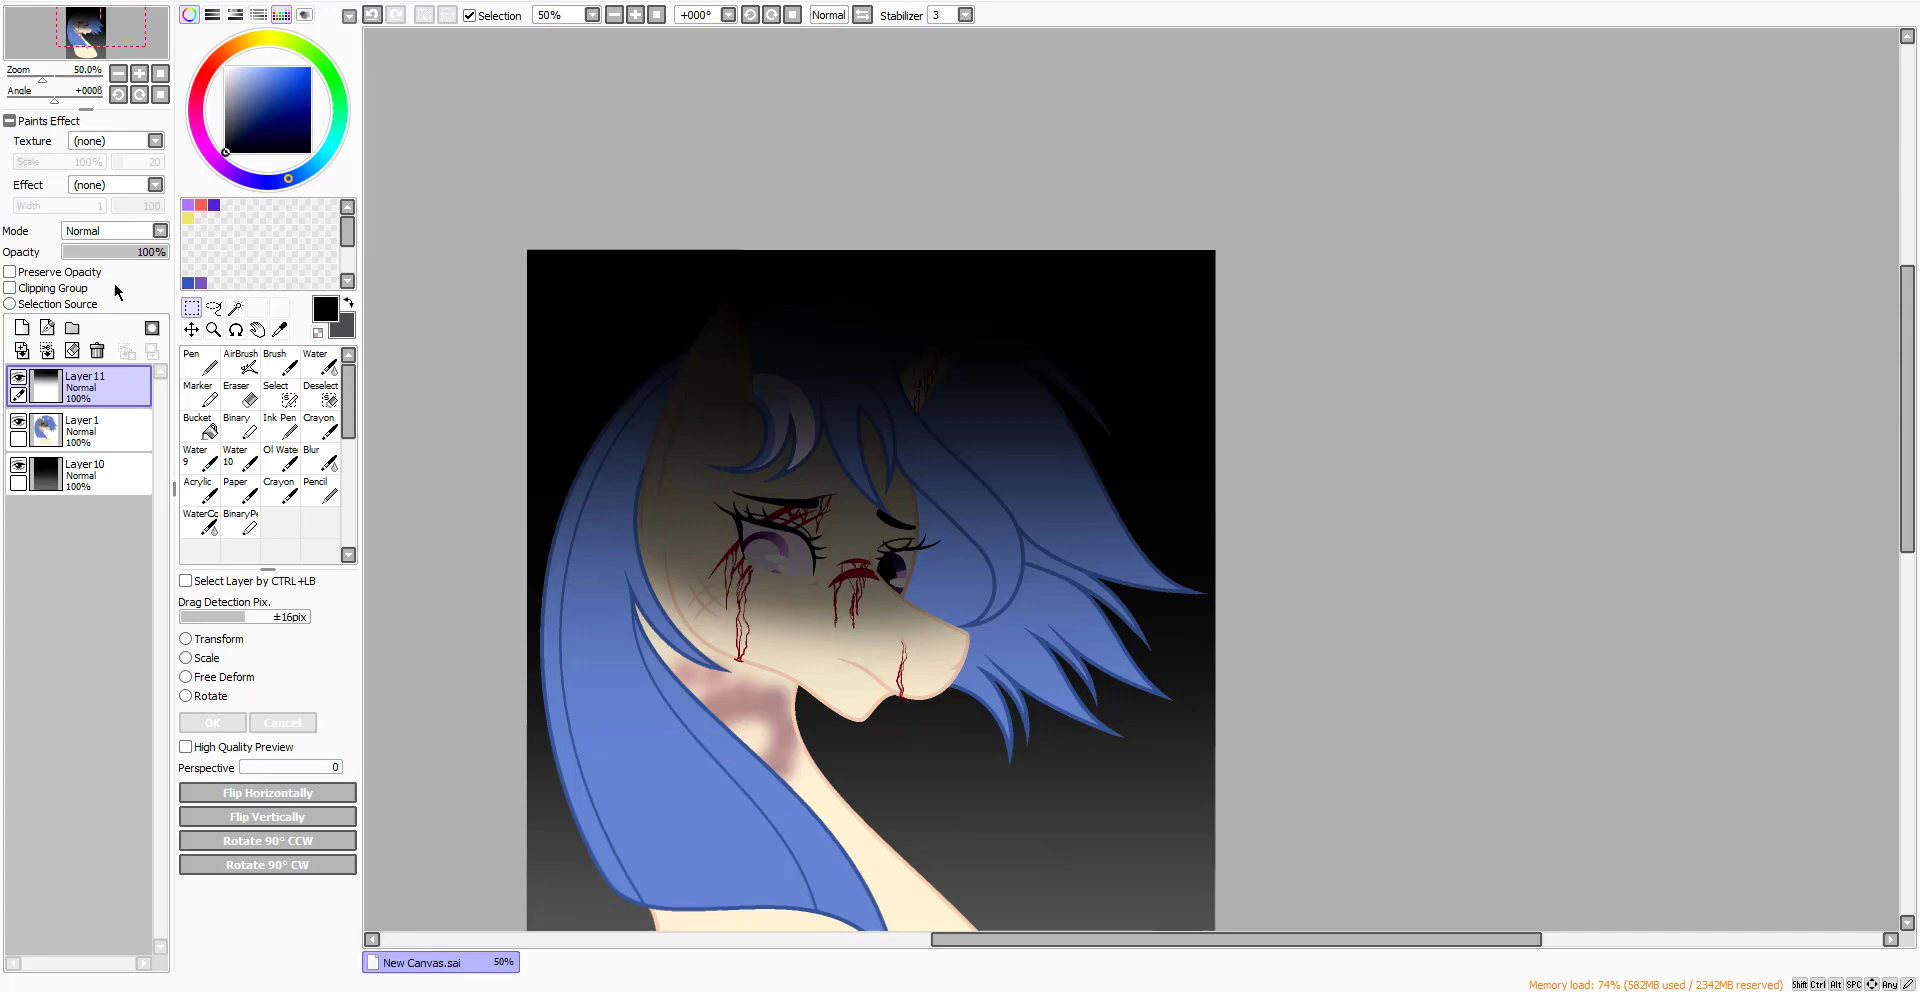 Selection
50%
+000°
Normal
Stabilizer
3
Zoom
50.0%
Angle
+000ß
Paints Effect
Texture
(none)
Scale
100%
20
Effect
(none)
Width
1
100
Mode
Normal
Opacity
100%
Preserve Opacity
Clipping Group
Selection Source
Layer11
Normal
100%
Layer1
Normal
100%
Layer10
Normal
100%
Pen
AirBrush
Brush
Water
Marker
Eraser
Select
Deselect
Bucket
Binary
Ink Pen
Crayon
Water
9
Water
10
Ol Wate
Blur
Acrylic
Paper
Crayon
Pencil
WaterCo
BinaryPe
Select Layer by CTRL+LB
Drag Detection Pix.
±16pix
Transform
Scale
Free Deform
Rotate
OK
Cancel
High Quality Preview
Perspective
0
Flip Horizontally
Flip Vertically
Rotate 90° CCW
Rotate 90° CW
New Canvas.sai
50%
Memory load: 74% (582MB used / 2342MB reserved)
Shift Ctrl Alt SPC Any